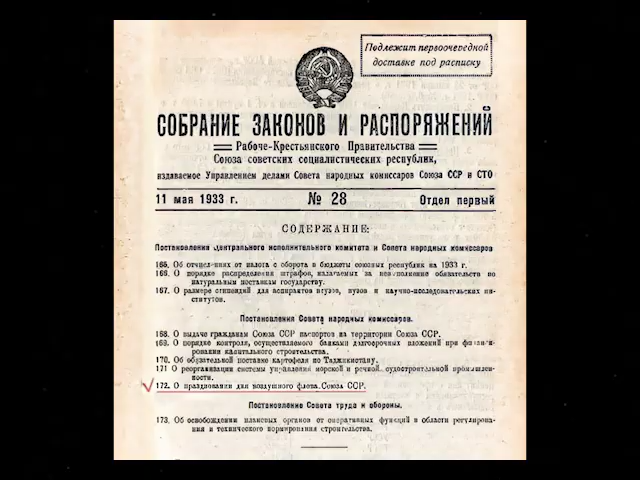 Подлежит первоочередной
доставке под расписку
СОБРАНИЕ ЗАКОНОВ И РАСПОРЯЖЕНИЙ
Рабоче-Крестьянского Правительства
Союза советских социалистических республик,
издаваемое Управлением делами Совета народных комиссаров Союза ССР и СТО
11 мая 1933 г. № 28 Отдел первый
СОДЕРЖАНИЕ:
Постановления Центрального исполнительного комитета и Совета народных комиссаров
165. Об отчислениях от налога с оборота в бюджеты союзных республик на 1933 г.
166. О порядке распределения штрафов, налагаемых за невыполнение обязательств по
натуральным поставкам государству.
167. О размере стипендий для аспирантов втузов, вузов и научно-исследовательских ин-
ститутов.
Постановления Совета народных комиссаров.
168. О выдаче гражданам Союза ССР паспортов на территории Союза ССР.
169. О порядке контроля, осуществляемого банками долгосрочных вложений при финанси-
ровании капитального строительства.
170. Об обязательной поставке картофеля по Таджикистану.
171 О реорганизации системы управления морской и речной судостроительной промышлен-
ности.
172. О праздновании дня воздушного флота Союза ССР.
Постановление Совета труда и обороны.
173. Об освобождении плановых органов от оперативных функций в области регулирова-
ния и технического нормирования строительства.